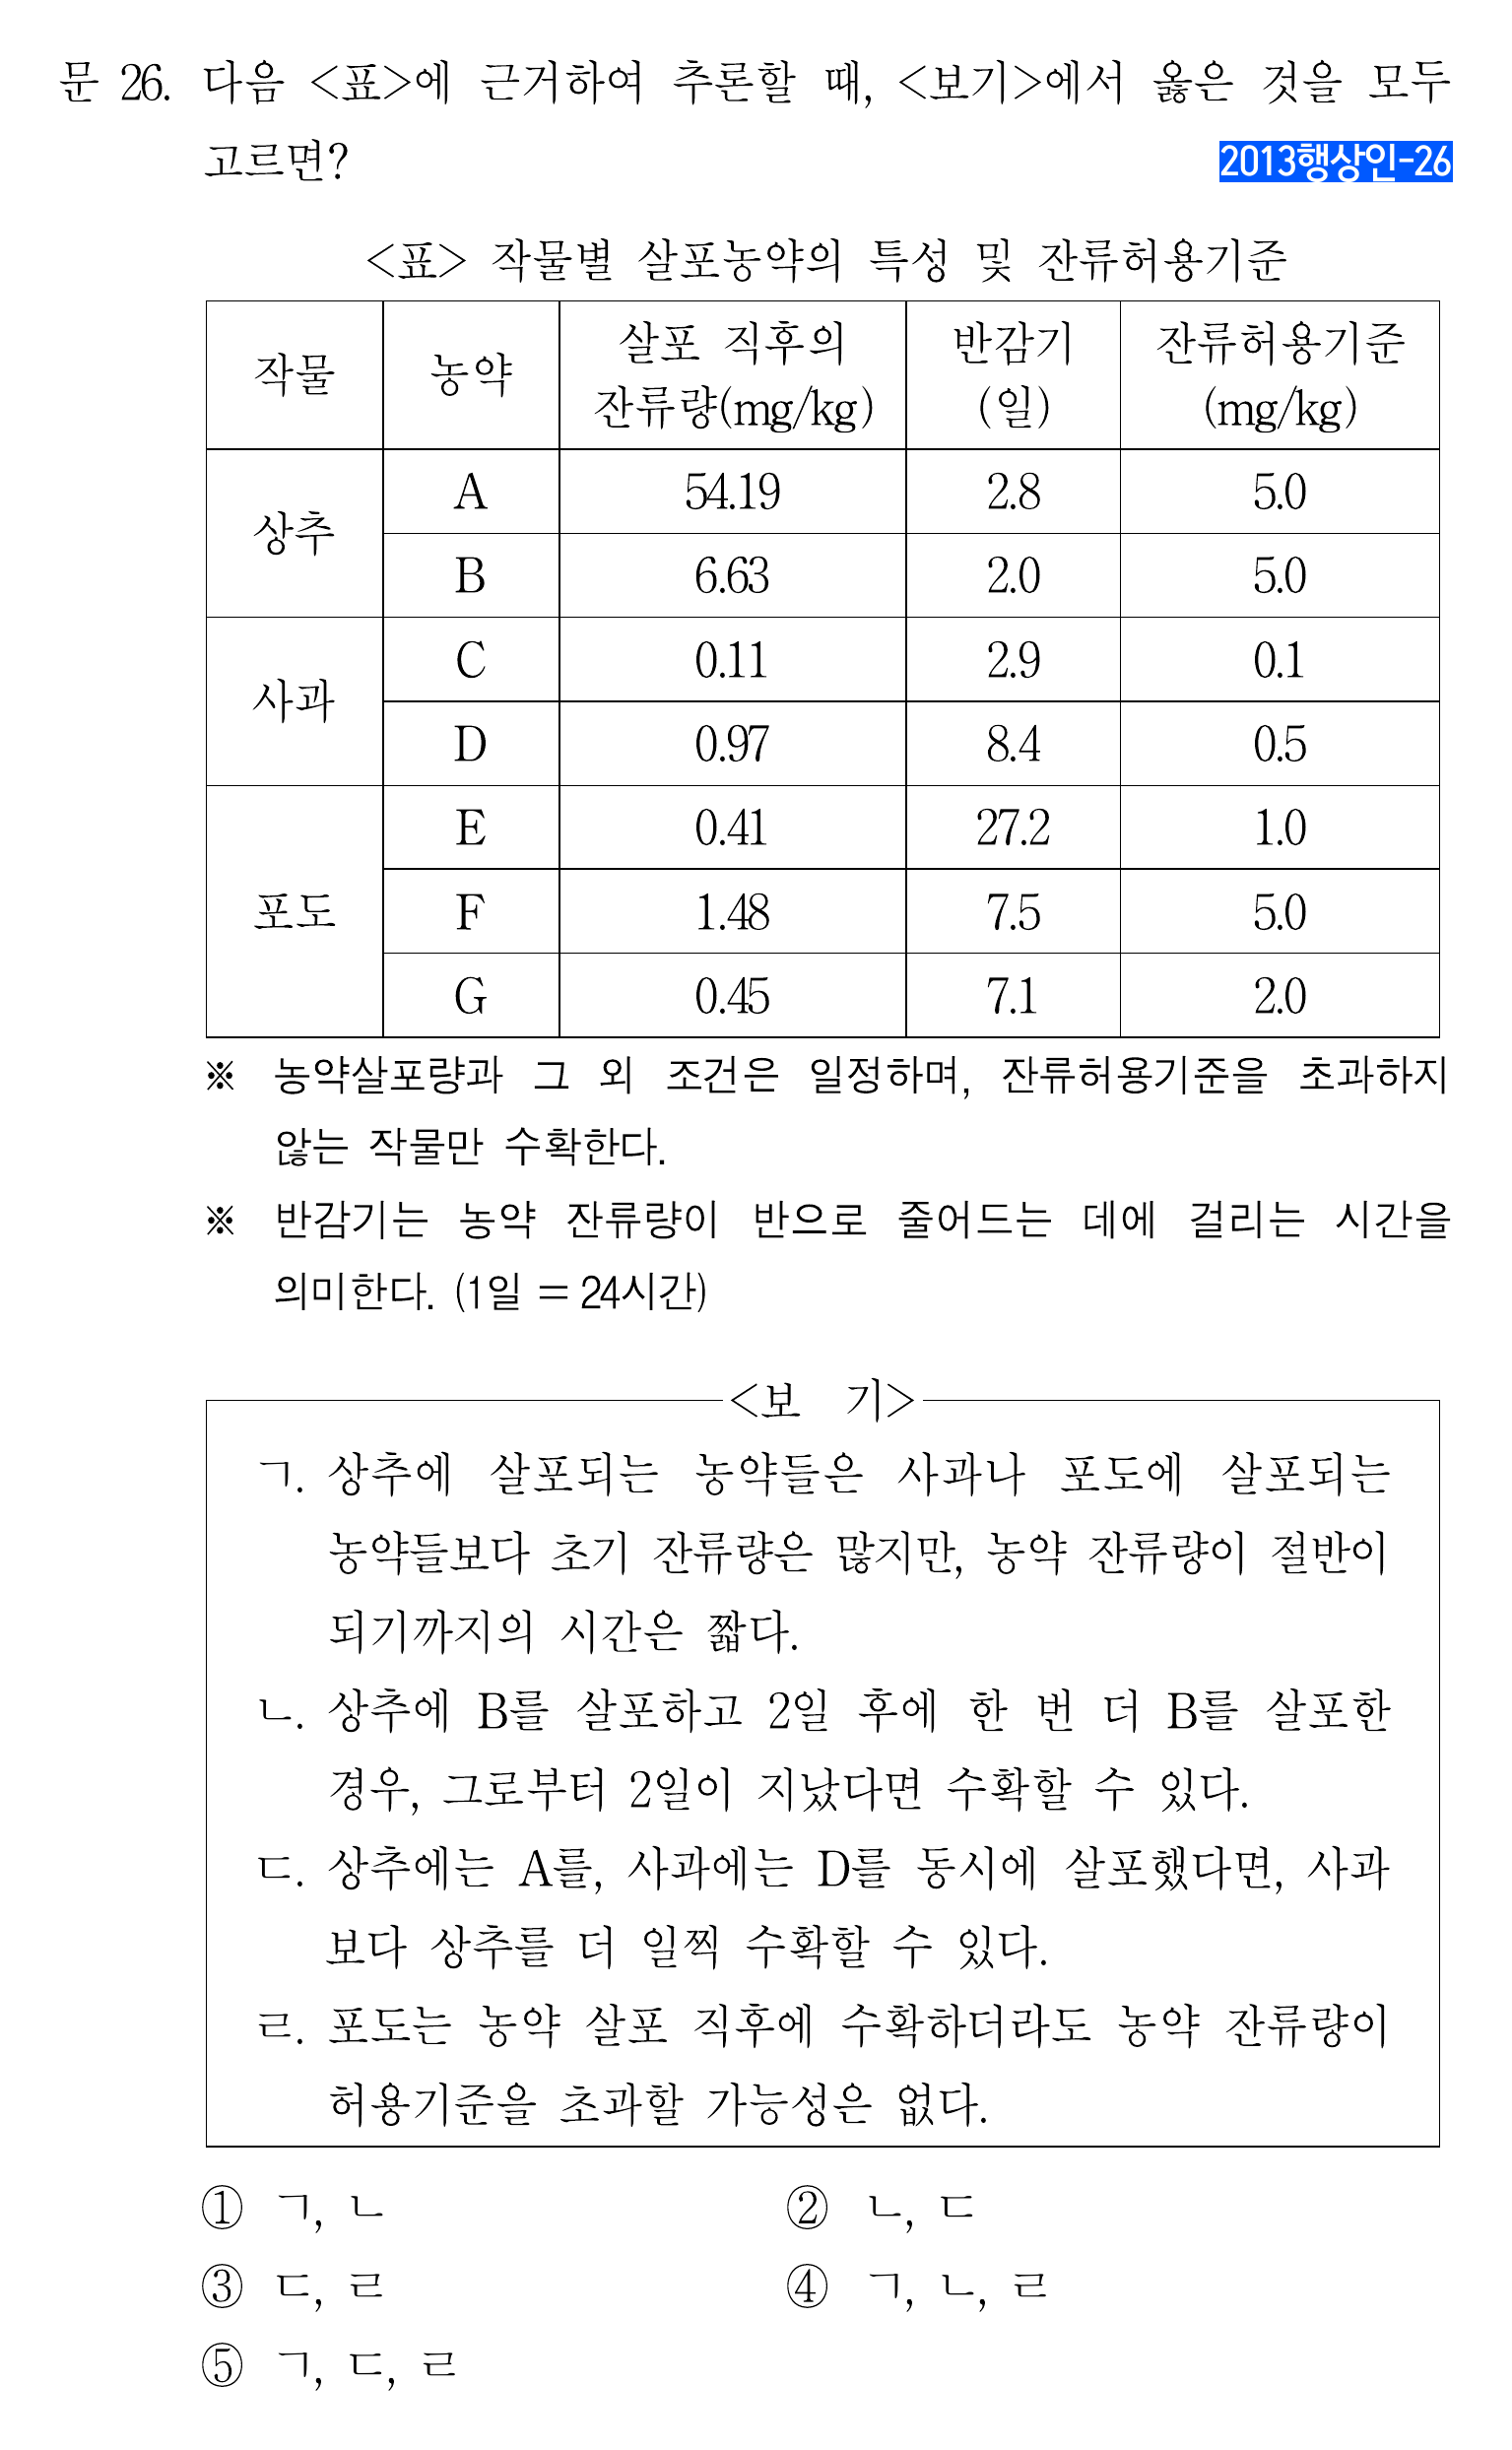 문 26. 다음 <표>에 근거하여 추론할 때, <보기>에서 옳은 것을 모두
고르면? 2013행상인-26
<표> 작물별 살포농약의 특성 및 잔류허용기준
작물 농약 살포 직후의 잔류량(mg/kg) 반감기(일) 잔류허용기준(mg/kg)
상추 A 54.19 2.8 5.0
B 6.63 2.0 5.0
사과 C 0.11 2.9 0.1
D 0.97 8.4 0.5
포도 E 0.41 27.2 1.0
F 1.48 7.5 5.0
G 0.45 7.1 2.0
※ 농약살포량과 그 외 조건은 일정하며, 잔류허용기준을 초과하지
않는 작물만 수확한다.
※ 반감기는 농약 잔류량이 반으로 줄어드는 데에 걸리는 시간을
의미한다. (1일 = 24시간)
<보 기>
ㄱ. 상추에 살포되는 농약들은 사과나 포도에 살포되는
농약들보다 초기 잔류량은 많지만, 농약 잔류량이 절반이
되기까지의 시간은 짧다.
ㄴ. 상추에 B를 살포하고 2일 후에 한 번 더 B를 살포한
경우, 그로부터 2일이 지났다면 수확할 수 있다.
ㄷ. 상추에는 A를, 사과에는 D를 동시에 살포했다면, 사과
보다 상추를 더 일찍 수확할 수 있다.
ㄹ. 포도는 농약 살포 직후에 수확하더라도 농약 잔류량이
허용기준을 초과할 가능성은 없다.
① ㄱ, ㄴ ② ㄴ, ㄷ
③ ㄷ, ㄹ ④ ㄱ, ㄴ, ㄹ
⑤ ㄱ, ㄷ, ㄹ